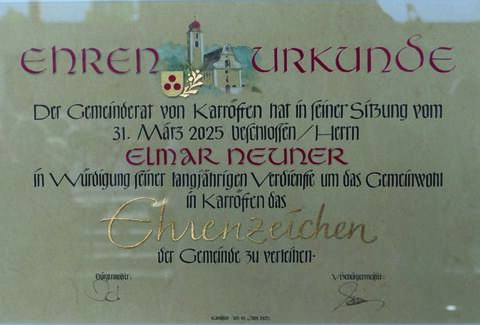 EHREN URKUNDE
Der Gemeinderat von Karrösten hat in seiner Sitzung vom
31. März 2025 beschlossen/Herrn
ELMAR NEUNER
in Würdigung seiner langjährigen Verdienste um das Gemeinwohl
in Karrösten das
Ehrenzeichen
der Gemeinde zu verleihen.
Bürgermeister: Vizebürgermeister: